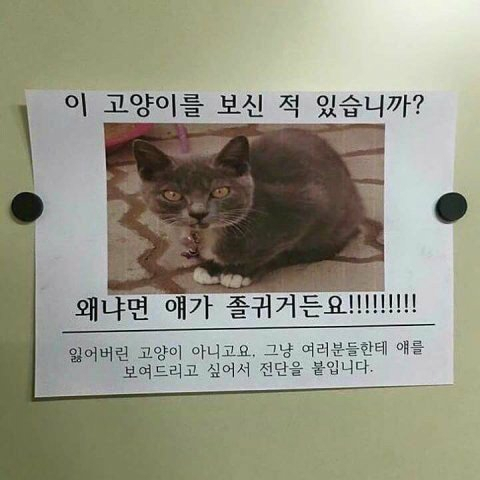 이 고양이를 보신 적 있습니까?
왜냐면 얘가 졸귀거든요!!!!!!!!!
잃어버린 고양이 아니고요, 그냥 여러분들한테 얘를
보여드리고 싶어서 전단을 붙입니다.